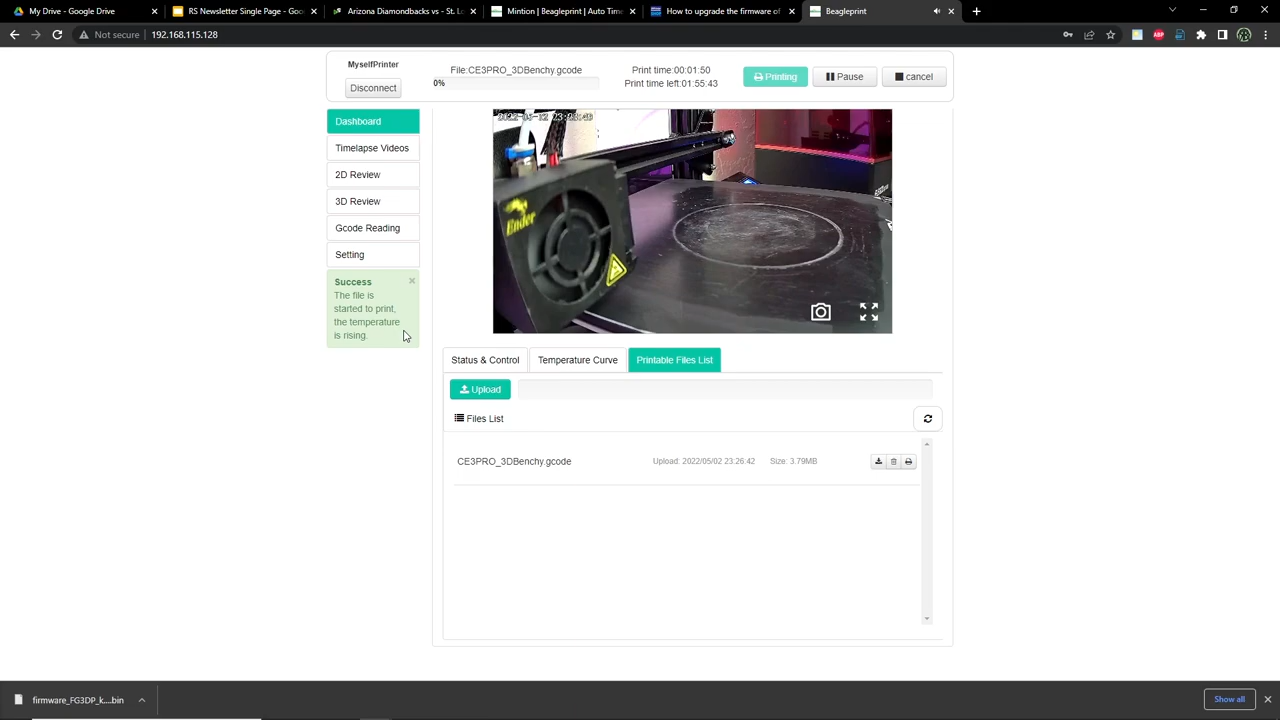 My Drive - Google Drive
RS Newsletter Single Page - Goo
Arizona Diamondbacks vs - St. Lo
Mintion | Beagleprint | Auto Time
How to upgrade the firmware of
Beagleprint
Not secure
192.168.115.128
MyselfPrinter
Disconnect
File:CE3PRO_3DBenchy.gcode
0%
Print time:00:01:50
Print time left:01:55:43
Printing
Pause
cancel
Dashboard
Timelapse Videos
2D Review
3D Review
Gcode Reading
Setting
Success
The file is
started to print,
the temperature
is rising.
Ender
Status & Control
Temperature Curve
Printable Files List
Upload
Files List
CE3PRO_3DBenchy.gcode
Upload: 2022/05/02 23:26:42
Size: 3.79MB
firmware_FG3DP_k....bin
Show all